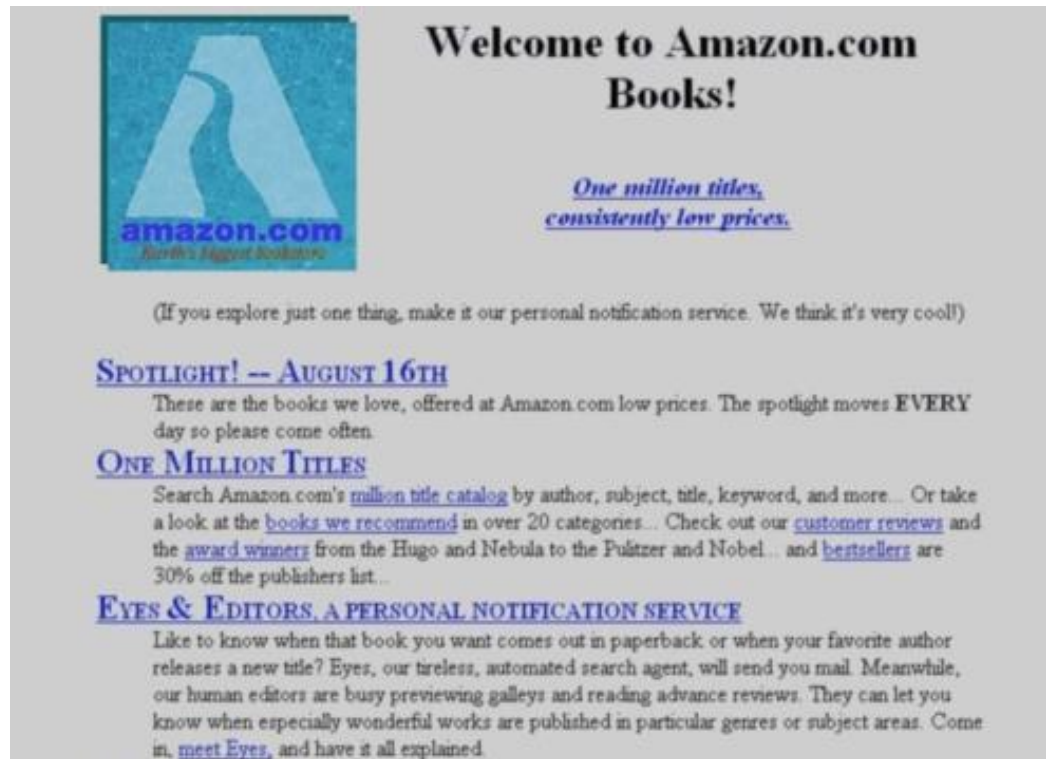 Welcome to Amazon.com
Books!
One million titles,
consistently low prices.
amazon.com
Earth's Biggest Bookstore
(If you explore just one thing, make it our personal notification service. We think it's very cool!)
SPOTLIGHT! -- AUGUST 16TH
These are the books we love, offered at Amazon.com low prices. The spotlight moves EVERY
day so please come often.
ONE MILLION TITLES
Search Amazon.com's million title catalog by author, subject, title, keyword, and more... Or take
a look at the books we recommend in over 20 categories... Check out our customer reviews and
the award winners from the Hugo and Nebula to the Pulitzer and Nobel... and bestsellers are
30% off the publishers list...
EYES & EDITORS, A PERSONAL NOTIFICATION SERVICE
Like to know when that book you want comes out in paperback or when your favorite author
releases a new title? Eyes, our tireless, automated search agent, will send you mail. Meanwhile,
our human editors are busy previewing galleys and reading advance reviews. They can let you
know when especially wonderful works are published in particular genres or subject areas. Come
in, meet Eyes, and have it all explained.